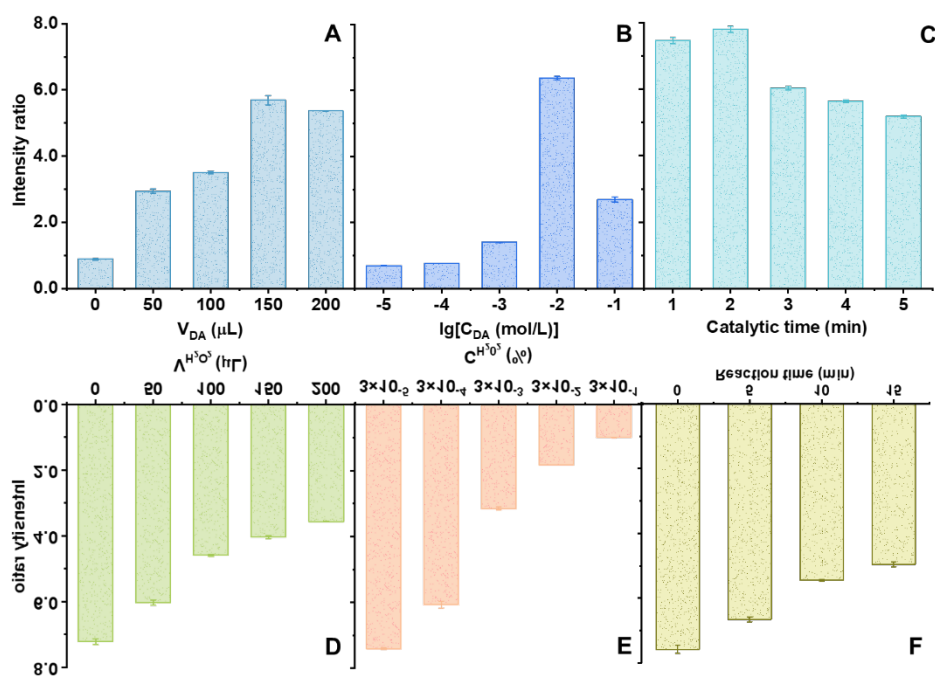 8.0
6.0
4.0
2.0
0.0
Intensity ratio
A
B
C
0 50 100 150 200
-5 -4 -3 -2 -1
1 2 3 4 5
V_DA (μL)
lg[C_DA (mol/L)]
Catalytic time (min)
V_H₂O₂ (μL)
C_H₂O₂ (%)
Reaction time (min)
0 50 100 150 200
3×10⁻⁵ 3×10⁻⁴ 3×10⁻³ 3×10⁻² 3×10⁻¹
0 5 10 15
0.0
2.0
4.0
6.0
8.0
Intensity ratio
D
E
F